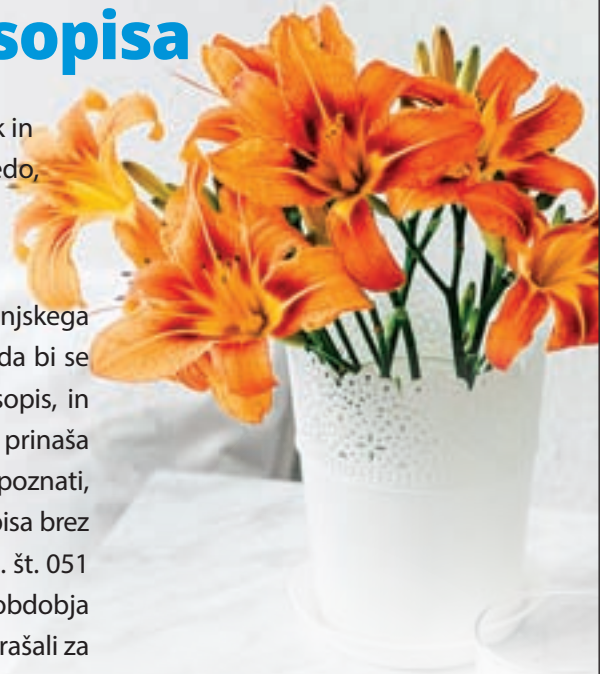 sopisa
k in
edo,
njskega
da bi se
sopis, in
prinaša
poznati,
pisa brez
. št. 051
obdobja
rašali za